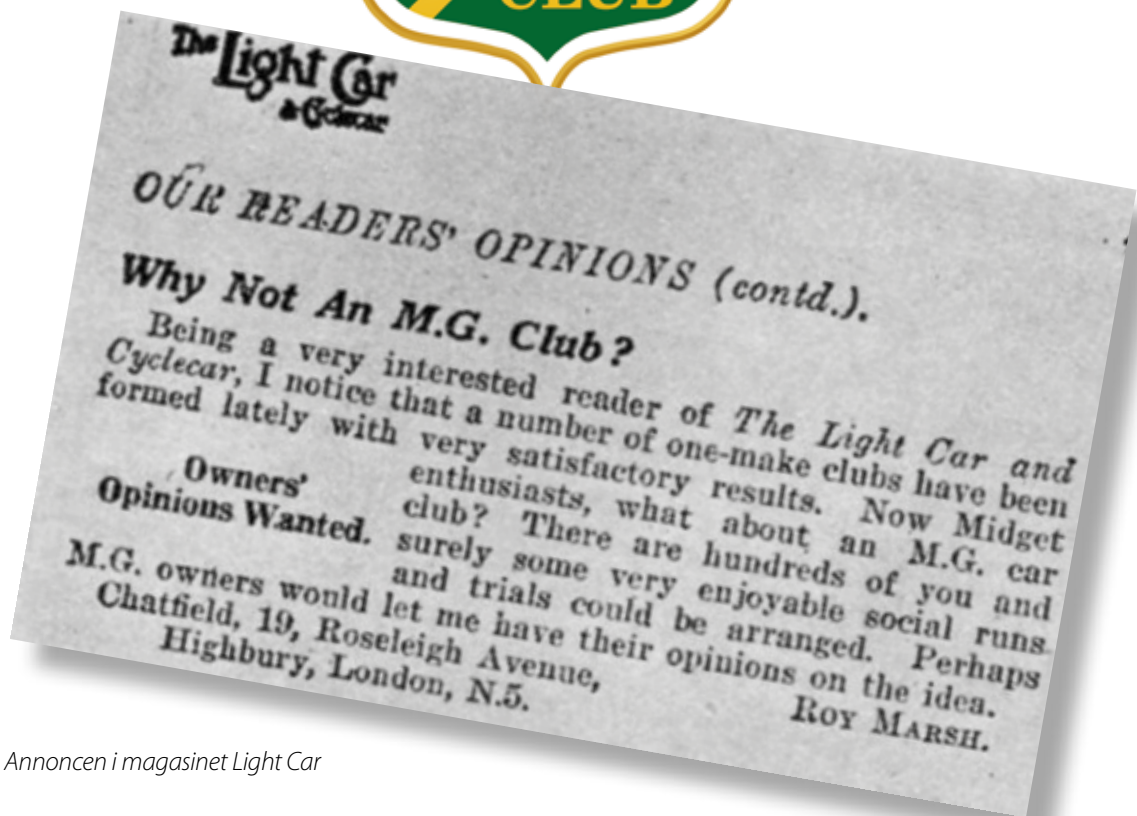 CLUB
The Light Car
& Cyclecar
OUR READERS' OPINIONS (contd.).
Why Not An M.G. Club?
Being a very interested reader of The Light Car and
Cyclecar, I notice that a number of one-make clubs have been
formed lately with very satisfactory results. Now Midget
Owners'
Opinions Wanted.
enthusiasts, what about an M.G. car
club? There are hundreds of you and
surely some very enjoyable social runs
and trials could be arranged. Perhaps
M.G. owners would let me have their opinions on the idea.
Chatfield, 19, Roseleigh Avenue,
Highbury, London, N.5.
ROY MARSH.
Annoncen i magasinet Light Car